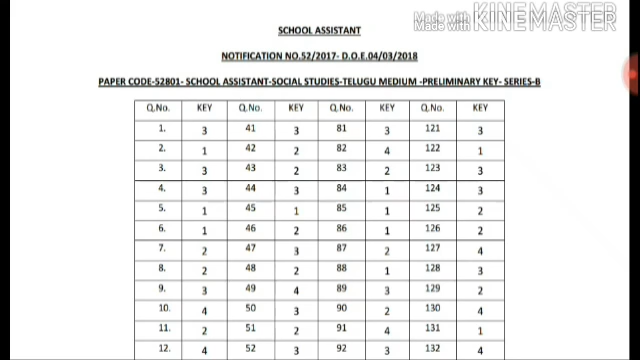 Made with KINEMASTER
SCHOOL ASSISTANT
NOTIFICATION NO.52/2017- D.O.E.04/03/2018
PAPER CODE-52801- SCHOOL ASSISTANT-SOCIAL STUDIES-TELUGU MEDIUM -PRELIMINARY KEY- SERIES-B
Q.No. KEY Q.No. KEY Q.No. KEY Q.No. KEY
1. 3 41 3 81 3 121 3
2. 1 42 2 82 4 122 1
3. 3 43 2 83 2 123 3
4. 3 44 3 84 1 124 3
5. 1 45 1 85 1 125 2
6. 1 46 2 86 1 126 2
7. 2 47 3 87 2 127 4
8. 2 48 2 88 1 128 3
9. 3 49 4 89 3 129 2
10. 4 50 3 90 2 130 4
11. 2 51 2 91 4 131 1
12. 4 52 3 92 3 132 4